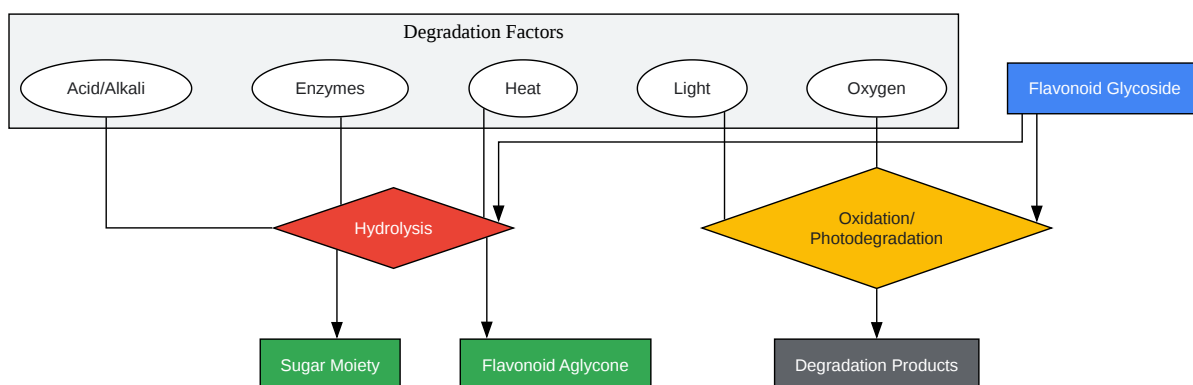 Degradation Factors
Acid/Alkali
Enzymes
Heat
Light
Oxygen
Flavonoid Glycoside
Hydrolysis
Oxidation/
Photodegradation
Sugar Moiety
Flavonoid Aglycone
Degradation Products